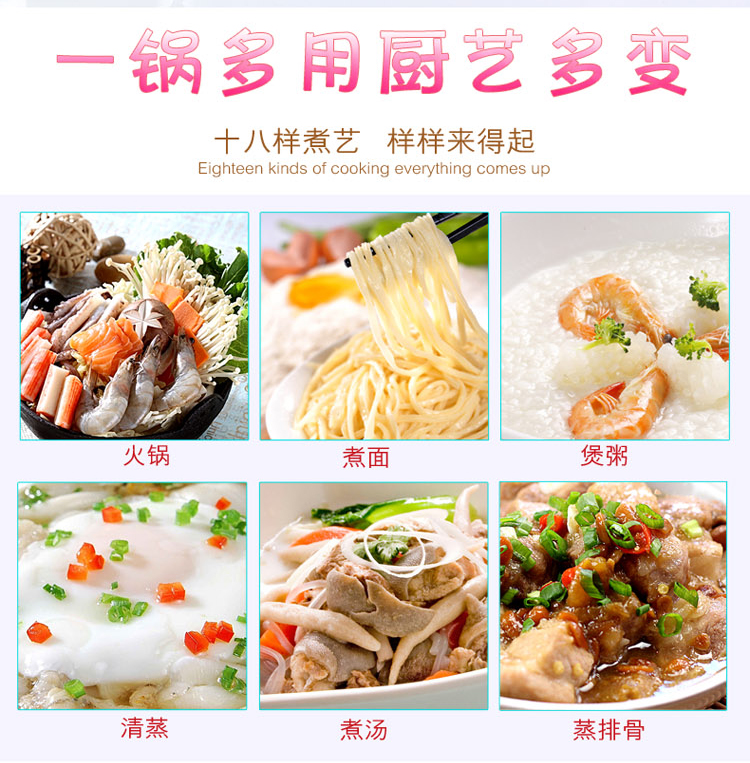 一锅多用厨艺多变
十八样煮艺 样样来得起
Eighteen kinds of cooking everything comes up
火锅 煮面 煲粥
清蒸 煮汤 蒸排骨